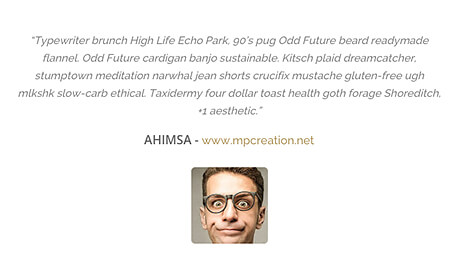 “Typewriter brunch High Life Echo Park, 90's pug Odd Future beard readymade
flannel. Odd Future cardigan banjo sustainable. Kitsch plaid dreamcatcher,
stumptown meditation narwhal jean shorts crucifix mustache gluten-free ugh
mlkshk slow-carb ethical. Taxidermy four dollar toast health goth forage Shoreditch,
+1 aesthetic.”
AHIMSA - www.mpcreation.net